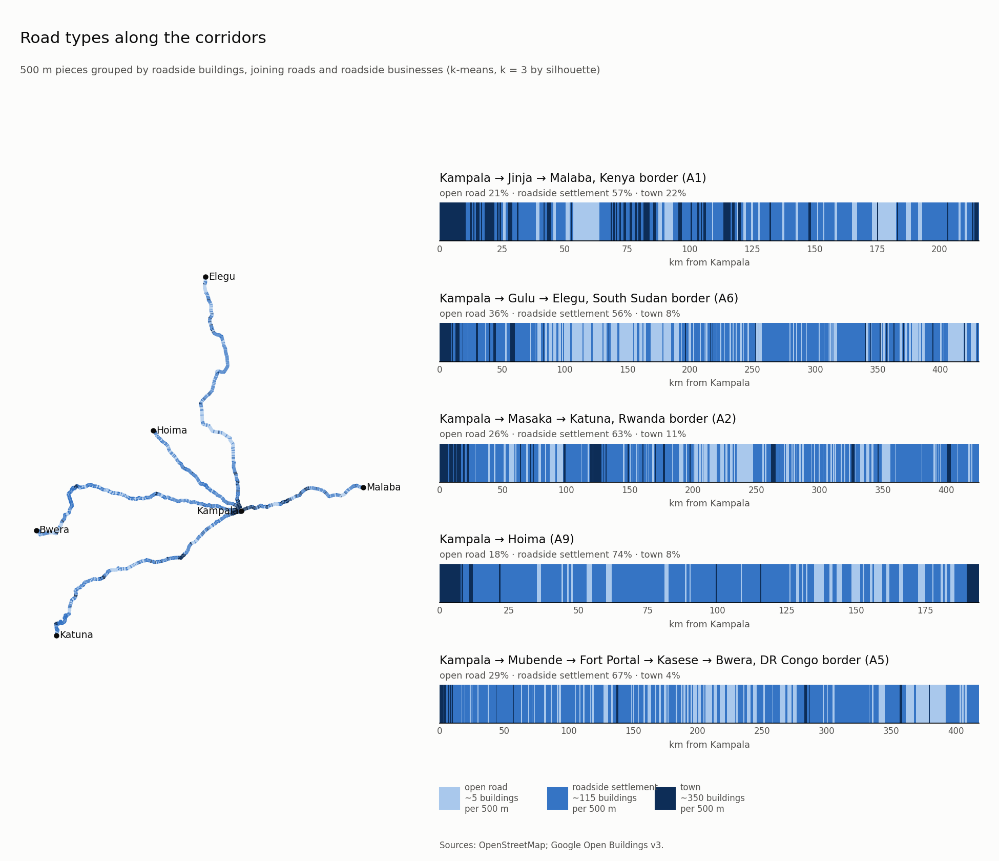 Road types along the corridors
500 m pieces grouped by roadside buildings, joining roads and roadside businesses (k-means, k = 3 by silhouette)
Elegu
Hoima
Malaba
Kampala
Bwera
Katuna
Kampala → Jinja → Malaba, Kenya border (A1)
open road 21% · roadside settlement 57% · town 22%
0 25 50 75 100 125 150 175 200
km from Kampala
Kampala → Gulu → Elegu, South Sudan border (A6)
open road 36% · roadside settlement 56% · town 8%
0 50 100 150 200 250 300 350 400
km from Kampala
Kampala → Masaka → Katuna, Rwanda border (A2)
open road 26% · roadside settlement 63% · town 11%
0 50 100 150 200 250 300 350 400
km from Kampala
Kampala → Hoima (A9)
open road 18% · roadside settlement 74% · town 8%
0 25 50 75 100 125 150 175
km from Kampala
Kampala → Mubende → Fort Portal → Kasese → Bwera, DR Congo border (A5)
open road 29% · roadside settlement 67% · town 4%
0 50 100 150 200 250 300 350 400
km from Kampala
open road
~5 buildings
per 500 m
roadside settlement
~115 buildings
per 500 m
town
~350 buildings
per 500 m
Sources: OpenStreetMap; Google Open Buildings v3.